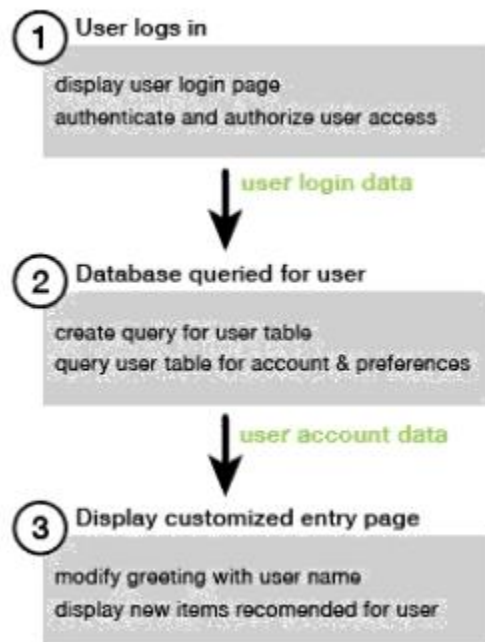 1 User logs in
display user login page
authenticate and authorize user access
user login data
2 Database queried for user
create query for user table
query user table for account & preferences
user account data
3 Display customized entry page
modify greeting with user name
display new items recomended for user